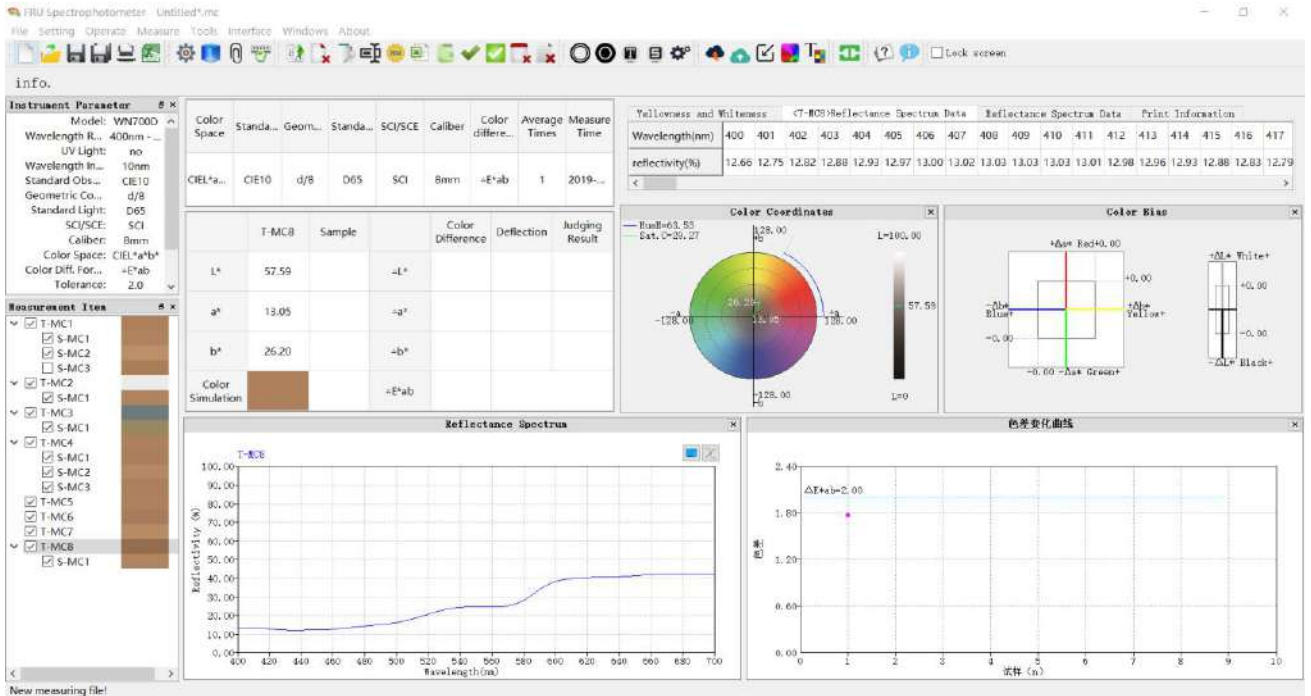 FRU Spectrophotometer Untitled*.mc
File Setting Operate Measure Tools Interface Windows About
Lock screen
info.
Instrument Parameter
Model: WN700D
Wavelength R... 400nm - ...
UV Light: no
Wavelength In... 10nm
Standard Obs... CIE10
Geometric Co... d/8
Standard Light: D65
SCI/SCE: SCI
Caliber: 8mm
Color Space: CIEL*a*b*
Color Diff. For... ÷E*ab
Tolerance: 2.0
Measurement Item
T-MC1
S-MC1
S-MC2
S-MC3
T-MC2
S-MC1
T-MC3
S-MC1
T-MC4
S-MC1
S-MC2
S-MC3
T-MC5
T-MC6
T-MC7
T-MC8
S-MC1
Color Space Standa... Geom... Standa... SCI/SCE Caliber Color differe... Average Times Measure Time
CIEL*a... CIE10 d/8 D65 SCI 8mm ÷E*ab 1 2019-...
T-MC8 Sample Color Difference Deflection Judging Result
L* 57.59 ÷L*
a* 13.05 ÷a*
b* 26.20 ÷b*
Color Simulation ÷E*ab
Yellowness and Whiteness <T-MC8>Reflectance Spectrum Data Reflectance Spectrum Data Print Information
Wavelength(nm) 400 401 402 403 404 405 406 407 408 409 410 411 412 413 414 415 416 417
reflectivity(%) 12.66 12.75 12.82 12.88 12.93 12.97 13.00 13.02 13.03 13.03 13.03 13.01 12.98 12.96 12.93 12.88 12.83 12.79
Color Coordinates
HueH=63.53
Sat.C=29.27
128.00
+b
L=100.00
26.20
57.59
-a
-128.00
+a
128.00
-128.00
-b
L=0
Color Bias
+Δa* Red+0.00
+ΔL* White+
+0.00
+0.00
-Δb*
Blue+
+Δb*
Yellow+
-0.00
-0.00
-0.00 -Δa* Green+
-ΔL* Black+
Reflectance Spectrum
T-MC8
100.00
90.00
80.00
70.00
60.00
50.00
40.00
30.00
20.00
10.00
0.00
Reflectivity (%)
400 420 440 460 480 500 520 540 560 580 600 620 640 660 680 700
Wavelength(nm)
色差变化曲线
2.40
△E*ab=2.00
1.80
1.20
0.60
0.00
色差
0 1 2 3 4 5 6 7 8 9 10
试样 (n)
New measuring file!